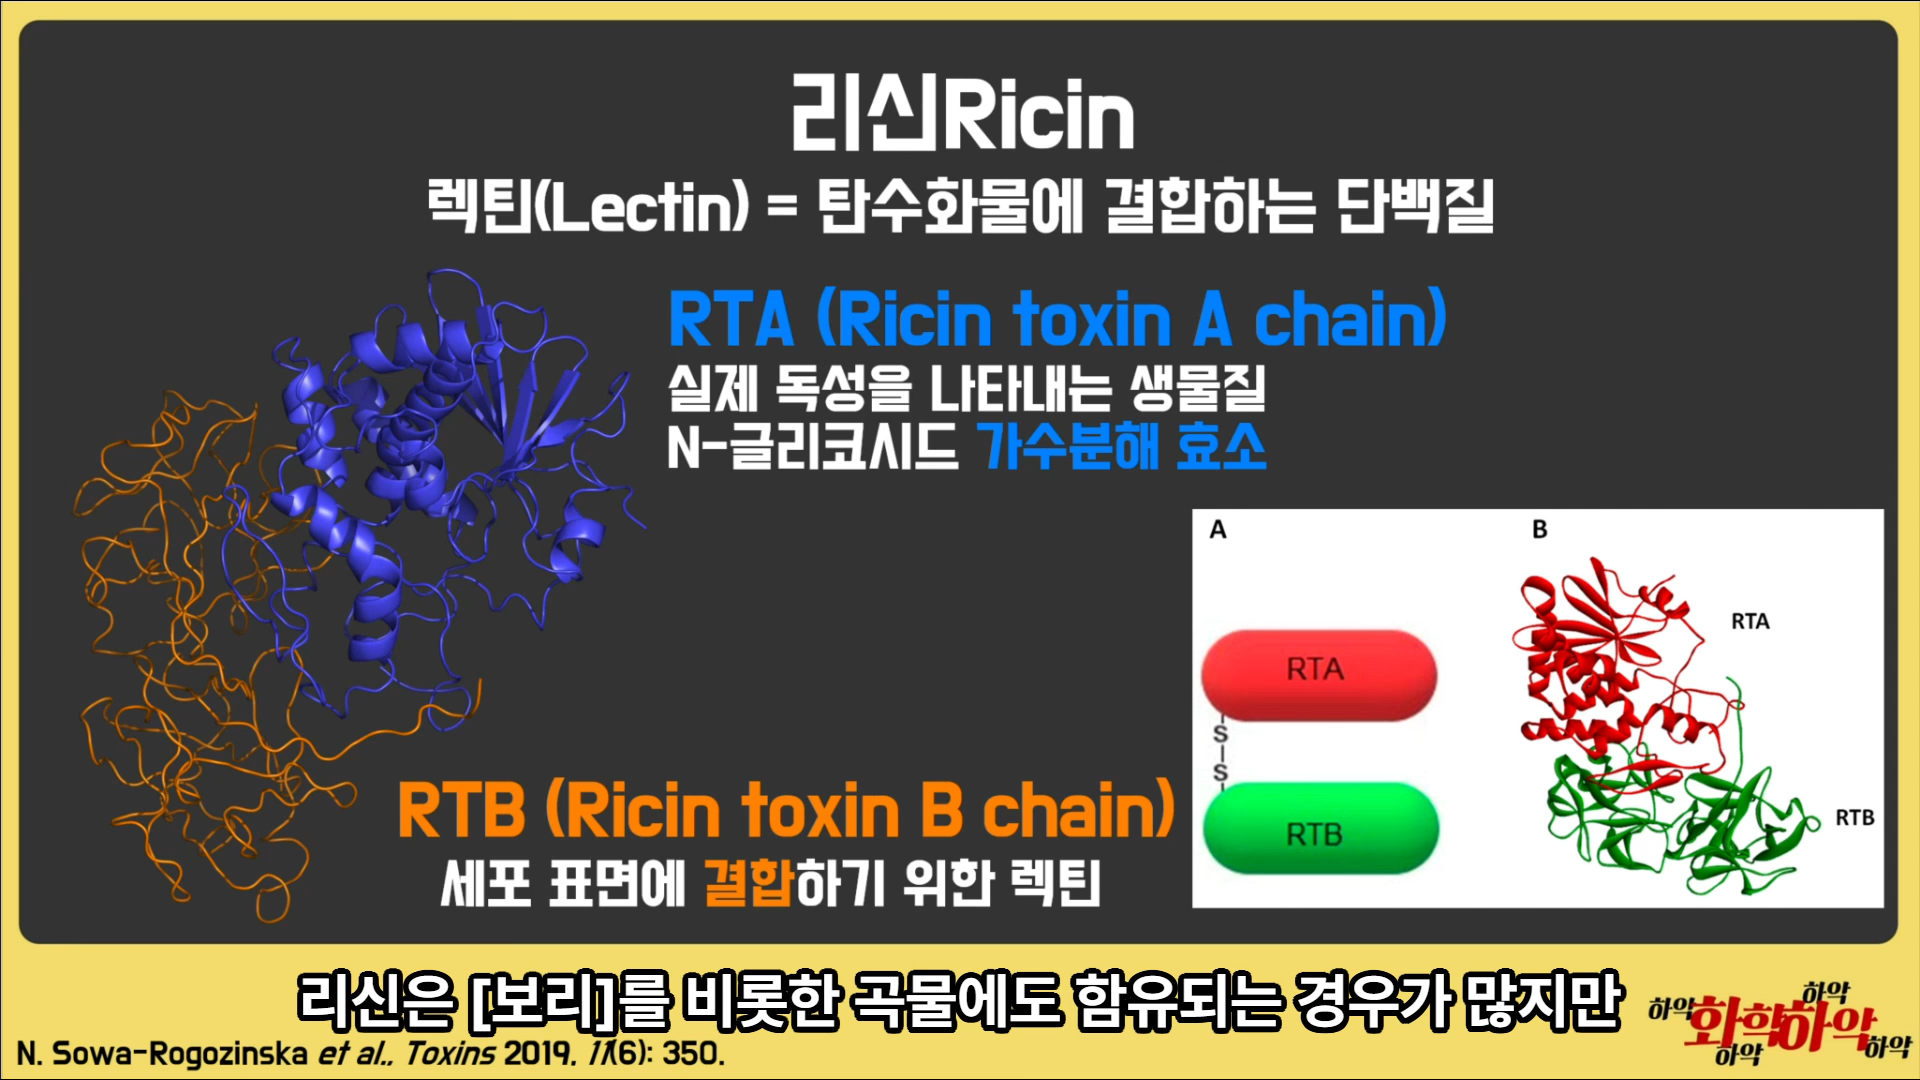 리신Ricin
렉틴(Lectin) = 탄수화물에 결합하는 단백질
RTA (Ricin toxin A chain)
실제 독성을 나타내는 생물질
N-글리코시드 가수분해 효소
RTB (Ricin toxin B chain)
세포 표면에 결합하기 위한 렉틴
A
RTA
S
S
RTB
B
RTA
RTB
리신은 [보리]를 비롯한 곡물에도 함유되는 경우가 많지만
N. Sowa-Rogozinska et al., Toxins 2019, 11(6): 350.
하악
화학하악
하악
하악
하악